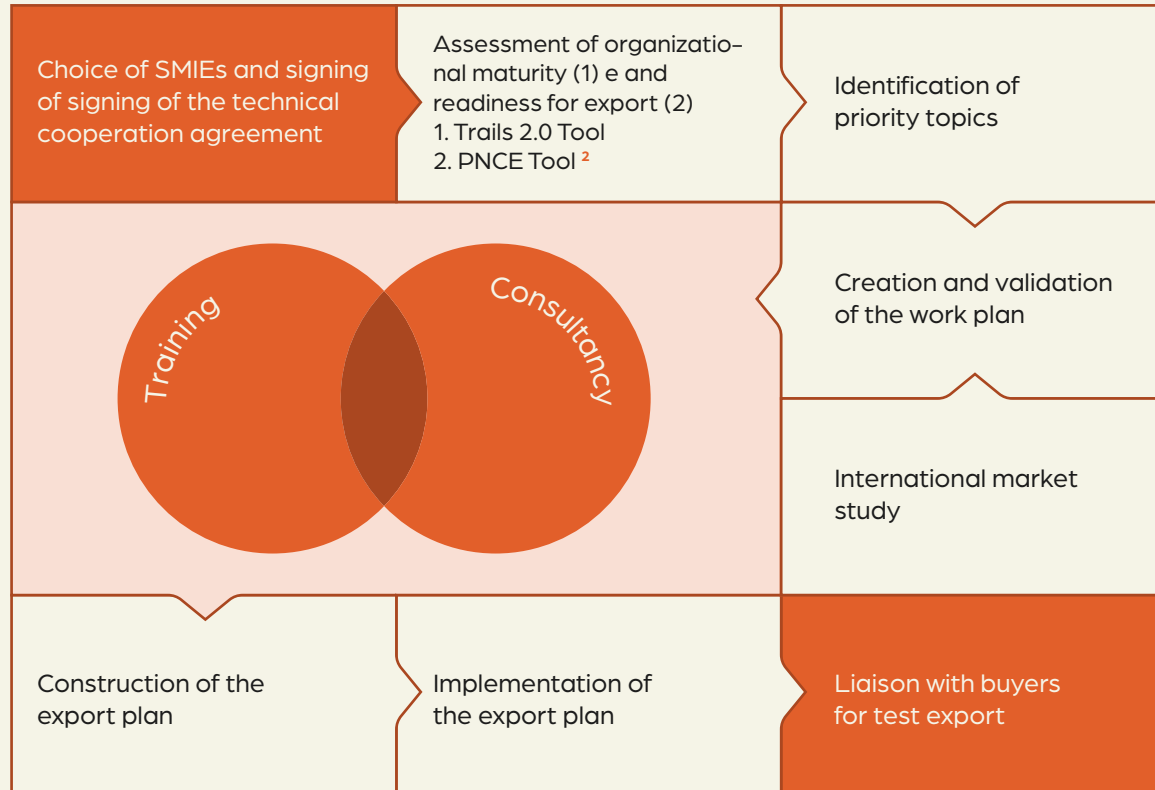 Choice of SMIEs and signing
of signing of the technical
cooperation agreement
Assessment of organizatio-
nal maturity (1) e and
readiness for export (2)
1. Trails 2.0 Tool
2. PNCE Tool ²
Identification of
priority topics
Training
Consultancy
Creation and validation
of the work plan
International market
study
Construction of the
export plan
Implementation of
the export plan
Liaison with buyers
for test export